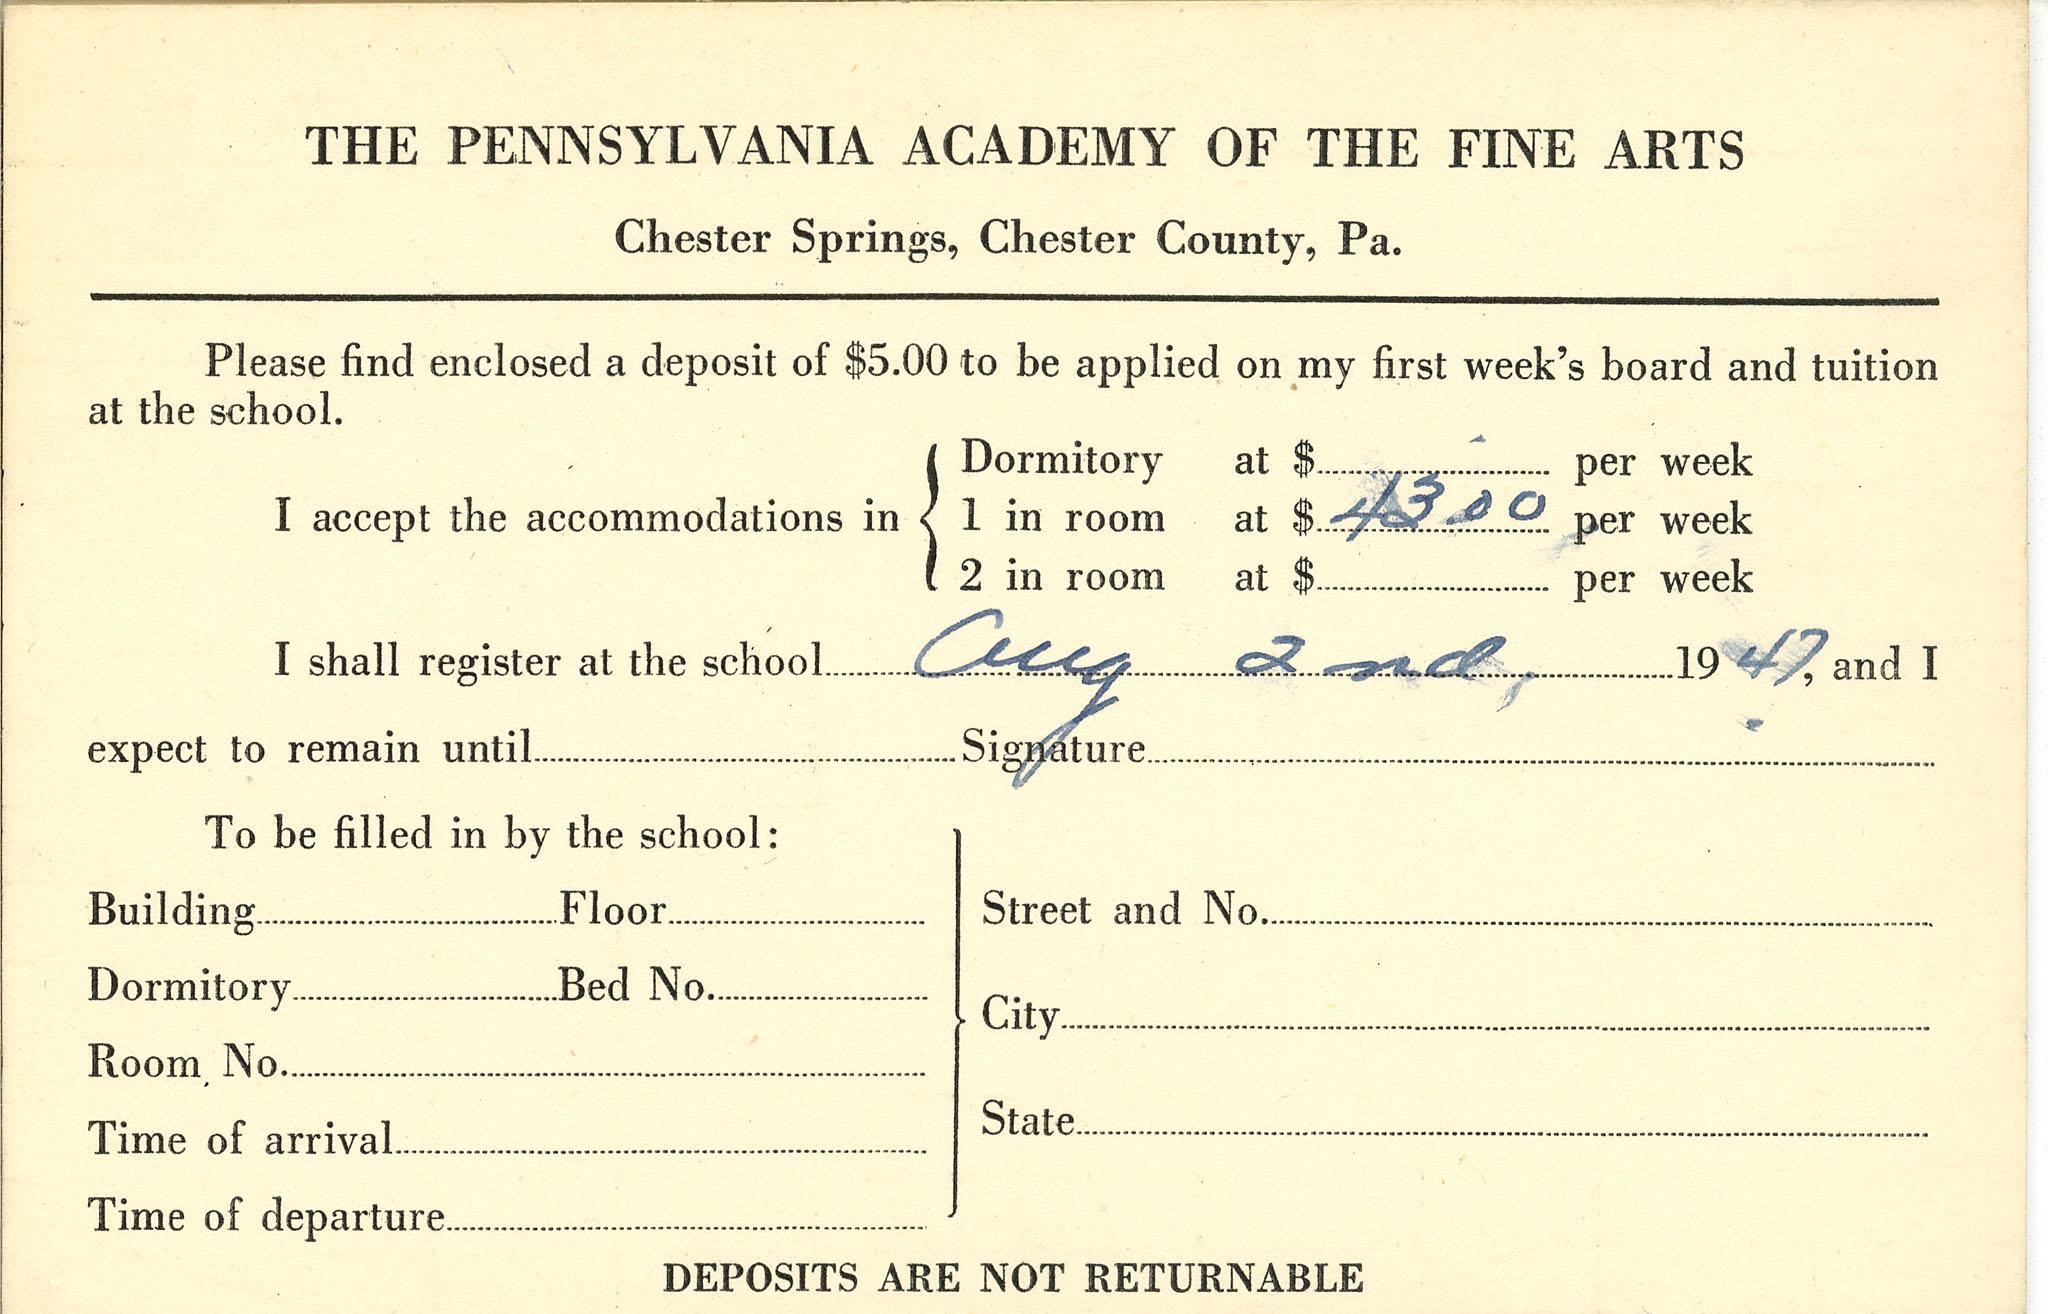 THE PENNSYLVANIA ACADEMY OF THE FINE ARTS
Chester Springs, Chester County, Pa.
Please find enclosed a deposit of $5.00 to be applied on my first week's board and tuition
at the school.
I accept the accommodations in
Dormitory at $ per week
1 in room at $ 43 00 per week
2 in room at $ per week
I shall register at the school Aug 2nd, 1947, and I
expect to remain until Signature
To be filled in by the school:
Building Floor
Dormitory Bed No.
Room No.
Time of arrival
Time of departure
Street and No.
City
State
DEPOSITS ARE NOT RETURNABLE